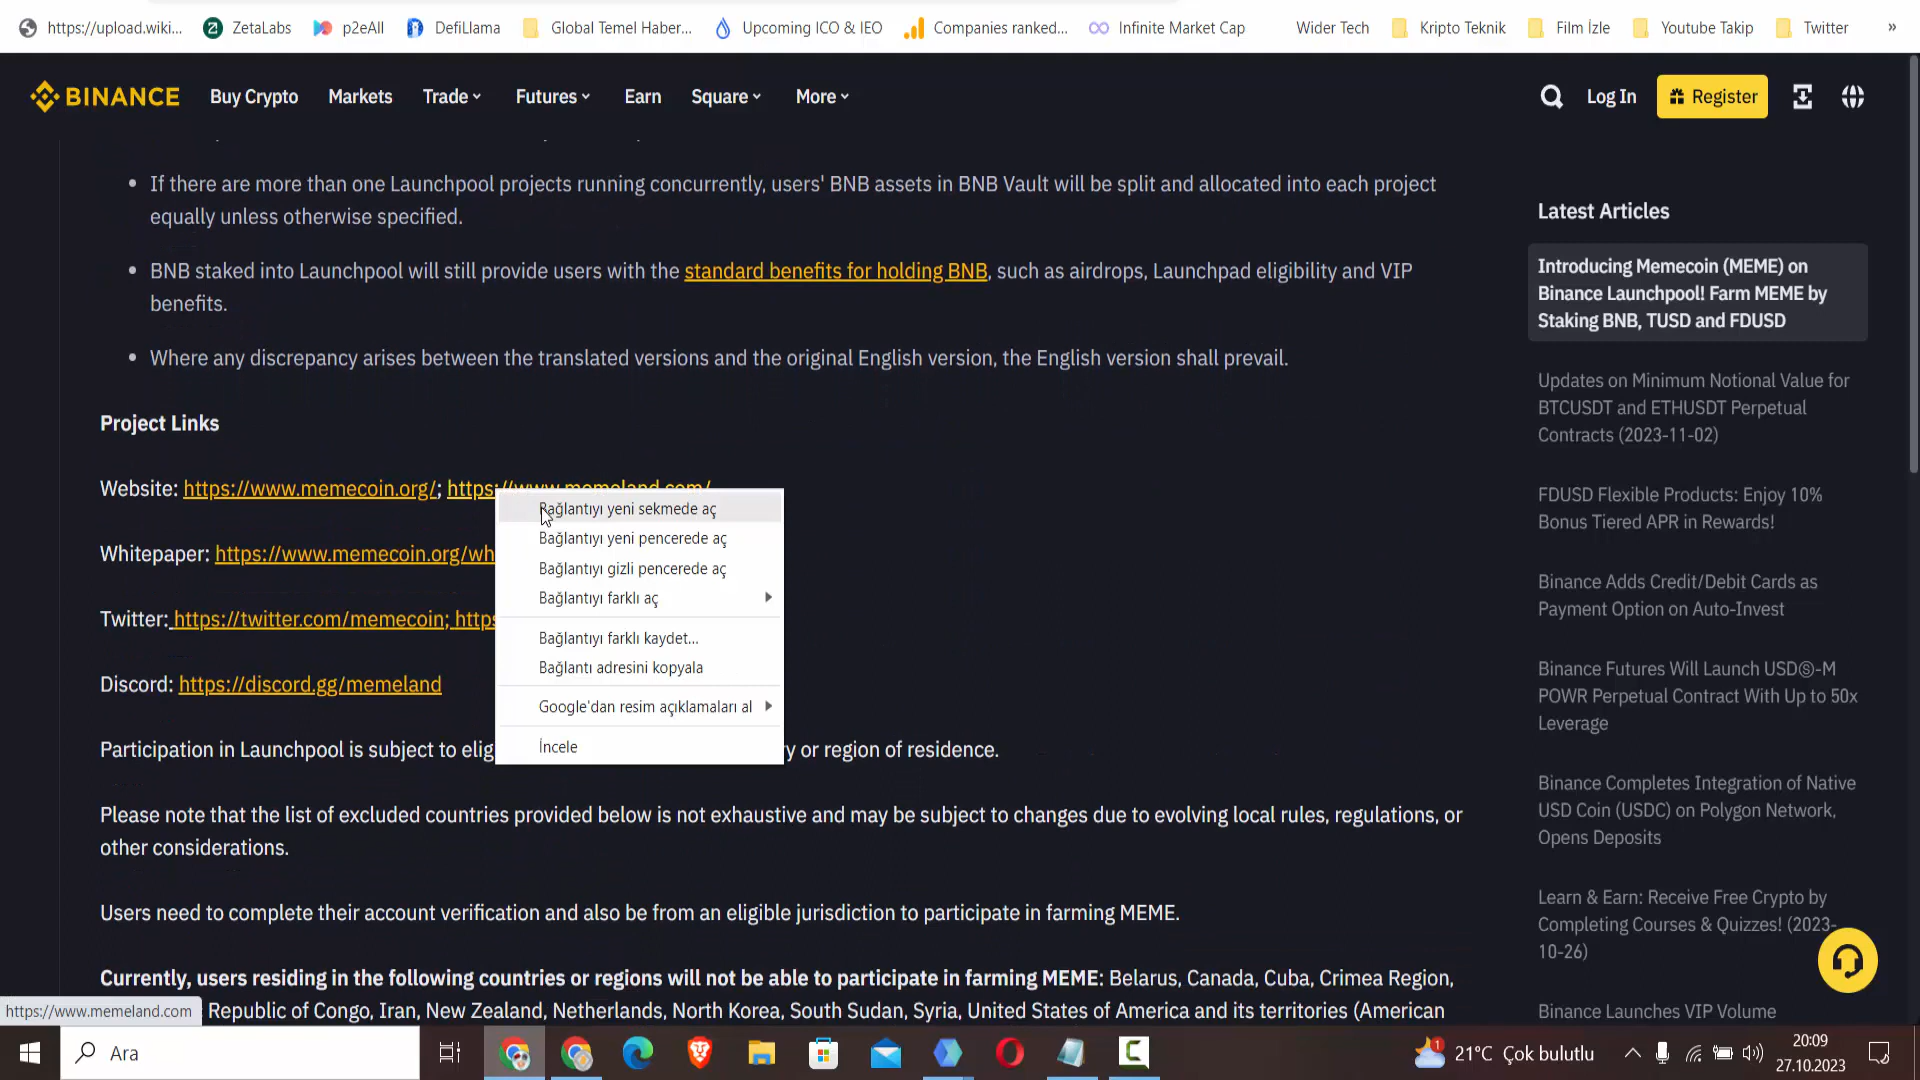 https://upload.wiki... ZetaLabs p2eAll DefiLlama Global Temel Haber... Upcoming ICO & IEO Companies ranked... Infinite Market Cap Wider Tech Kripto Teknik Film İzle Youtube Takip Twitter »
BINANCE Buy Crypto Markets Trade Futures Earn Square More Log In Register
If there are more than one Launchpool projects running concurrently, users' BNB assets in BNB Vault will be split and allocated into each project
equally unless otherwise specified.
BNB staked into Launchpool will still provide users with the standard benefits for holding BNB, such as airdrops, Launchpad eligibility and VIP
benefits.
Where any discrepancy arises between the translated versions and the original English version, the English version shall prevail.
Project Links
Website: https://www.memecoin.org/; https://www.memeland.com/
Whitepaper: https://www.memecoin.org/wh
Twitter: https://twitter.com/memecoin; https
Discord: https://discord.gg/memeland
Bağlantıyı yeni sekmede aç
Bağlantıyı yeni pencerede aç
Bağlantıyı gizli pencerede aç
Bağlantıyı farklı aç
Bağlantıyı farklı kaydet...
Bağlantı adresini kopyala
Google'dan resim açıklamaları al
İncele
Participation in Launchpool is subject to elig y or region of residence.
Please note that the list of excluded countries provided below is not exhaustive and may be subject to changes due to evolving local rules, regulations, or
other considerations.
Users need to complete their account verification and also be from an eligible jurisdiction to participate in farming MEME.
Currently, users residing in the following countries or regions will not be able to participate in farming MEME: Belarus, Canada, Cuba, Crimea Region,
Republic of Congo, Iran, New Zealand, Netherlands, North Korea, South Sudan, Syria, United States of America and its territories (American
Latest Articles
Introducing Memecoin (MEME) on
Binance Launchpool! Farm MEME by
Staking BNB, TUSD and FDUSD
Updates on Minimum Notional Value for
BTCUSDT and ETHUSDT Perpetual
Contracts (2023-11-02)
FDUSD Flexible Products: Enjoy 10%
Bonus Tiered APR in Rewards!
Binance Adds Credit/Debit Cards as
Payment Option on Auto-Invest
Binance Futures Will Launch USDⓈ-M
POWR Perpetual Contract With Up to 50x
Leverage
Binance Completes Integration of Native
USD Coin (USDC) on Polygon Network,
Opens Deposits
Learn & Earn: Receive Free Crypto by
Completing Courses & Quizzes! (2023-
10-26)
Binance Launches VIP Volume
https://www.memeland.com
Ara
1 21°C Çok bulutlu
20:09
27.10.2023